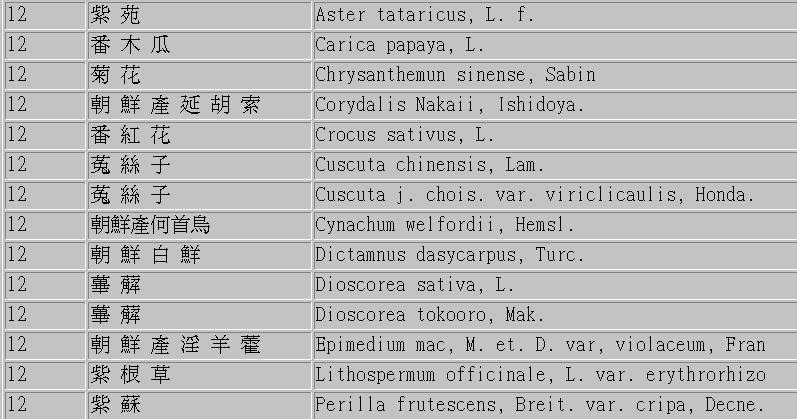 12 紫 苑 Aster tataricus, L. f.
12 番 木 瓜 Carica papaya, L.
12 菊 花 Chrysanthemun sinense, Sabin
12 朝 鮮 產 延 胡 索 Corydalis Nakaii, Ishidoya.
12 番 紅 花 Crocus sativus, L.
12 菟 絲 子 Cuscuta chinensis, Lam.
12 菟 絲 子 Cuscuta j. chois. var. viriclicaulis, Honda.
12 朝鮮產何首烏 Cynachum welfordii, Hemsl.
12 朝 鮮 白 鮮 Dictamnus dasycarpus, Turc.
12 蓽 薢 Dioscorea sativa, L.
12 蓽 薢 Dioscorea tokooro, Mak.
12 朝 鮮 產 淫 羊 藿 Epimedium mac, M. et. D. var, violaceum, Fran
12 紫 根 草 Lithospermum officinale, L. var. erythrorhizo
12 紫 蘇 Perilla frutescens, Breit. var. cripa, Decne.